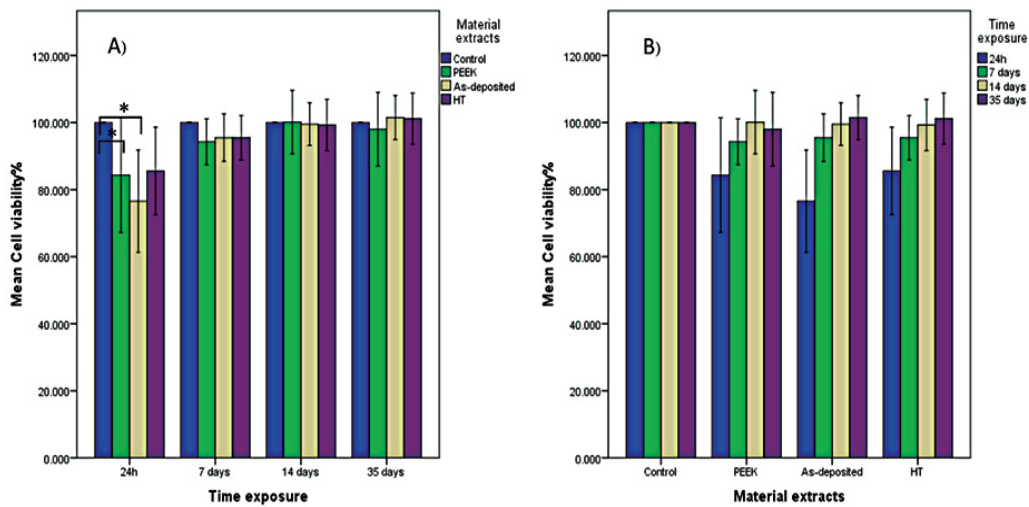 A)
Material
extracts
Control
PEEK
As-deposited
HT
120.000
100.000
80.000
60.000
40.000
20.000
0.000
Mean Cell viability%
*
*
24h
7 days
14 days
35 days
Time exposure
B)
Time
exposure
24h
7 days
14 days
35 days
120.000
100.000
80.000
60.000
40.000
20.000
0.000
Mean Cell viability%
Control
PEEK
As-deposited
HT
Material extracts